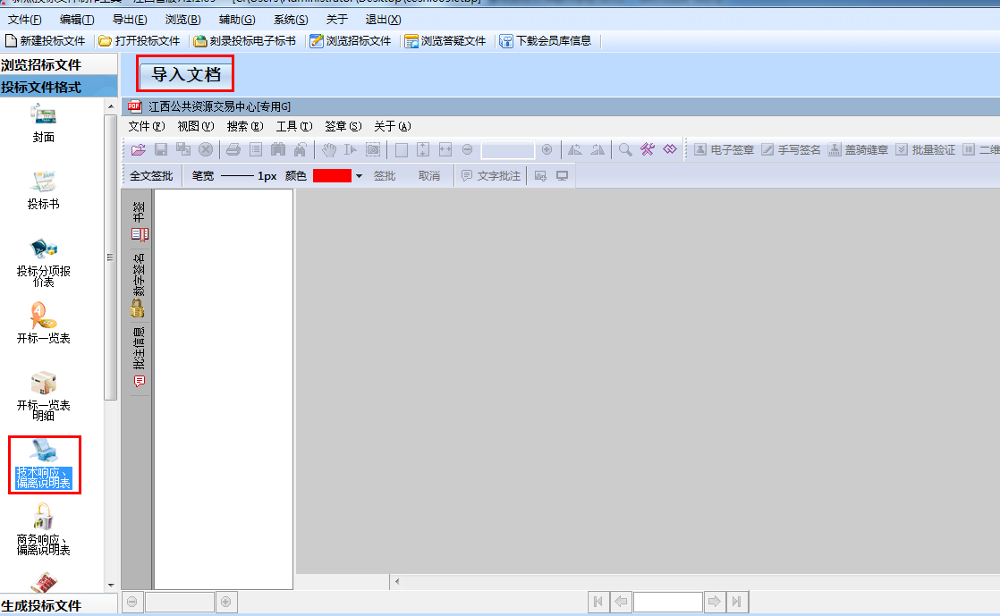 文件(F) 编辑(T) 导出(E) 浏览(B) 辅助(G) 系统(S) 关于 退出(X)
新建投标文件 打开投标文件 刻录投标电子标书 浏览招标文件 浏览答疑文件 下载会员库信息
浏览招标文件
投标文件格式
封面
投标书
投标分项报
价表
开标一览表
开标一览表
明细
技术响应、
偏离说明表
商务响应、
偏离说明表
生成投标文件
导入文档
江西公共资源交易中心[专用G]
文件(F) 视图(V) 搜索(E) 工具(T) 签章(S) 关于(A)
电子签章 手写签名 盖骑缝章 批量验证 二维
全文签批 笔宽 1px 颜色 签批 取消 文字批注
书签
数字签名
批注信息